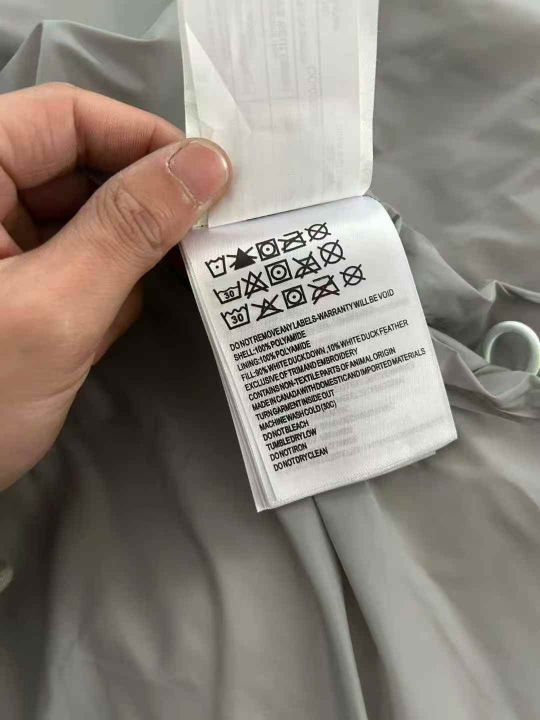 30
30
DO NOT REMOVE ANY LABELS-WARRANTY WILL BE VOID
SHELL:100% POLYAMIDE
LINING:100% POLYAMIDE
FILL:90% WHITE DUCK DOWN ,10% WHITE DUCK FEATHER
EXCLUSIVE OF TRIM AND EMBROIDERY
CONTAINS NON-TEXTILE PARTS OF ANIMAL ORIGIN
MADE IN CANADA WITH DOMESTIC AND IMPORTED MATERIALS
TURN GARMENT INSIDE OUT
MACHINE WASH COLD (30C)
DO NOT BLEACH
TUMBLE DRY LOW
DO NOT IRON
DO NOT DRY CLEAN